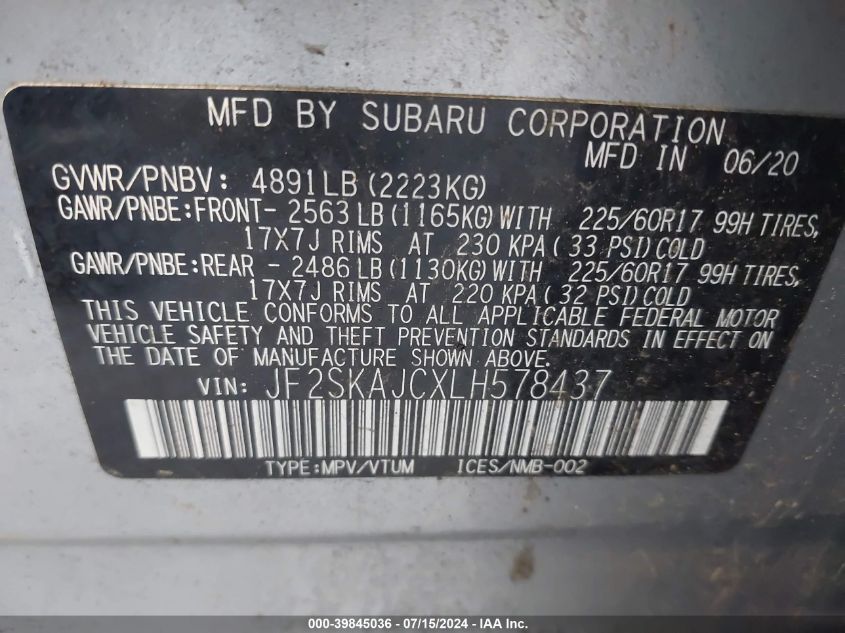 MFD BY SUBARU CORPORATION
MFD IN 06/20
GVWR/PNBV: 4891LB (2223KG)
GAWR/PNBE:FRONT- 2563 LB (1165KG) WITH 225/60R17 99H TIRES,
17X7J RIMS AT 230 KPA( 33 PSI) COLD
GAWR/PNBE:REAR - 2486 LB (1130KG) WITH 225/60R17 99H TIRES,
17X7J RIMS AT 220 KPA( 32 PSI) COLD
THIS VEHICLE CONFORMS TO ALL APPLICABLE FEDERAL MOTOR
VEHICLE SAFETY AND THEFT PREVENTION STANDARDS IN EFFECT ON
THE DATE OF MANUFACTURE SHOWN ABOVE.
VIN: JF2SKAJCXLH578437
TYPE:MPV/VTUM ICES/NMB-002
000-39845036 - 07/15/2024 - IAA Inc.